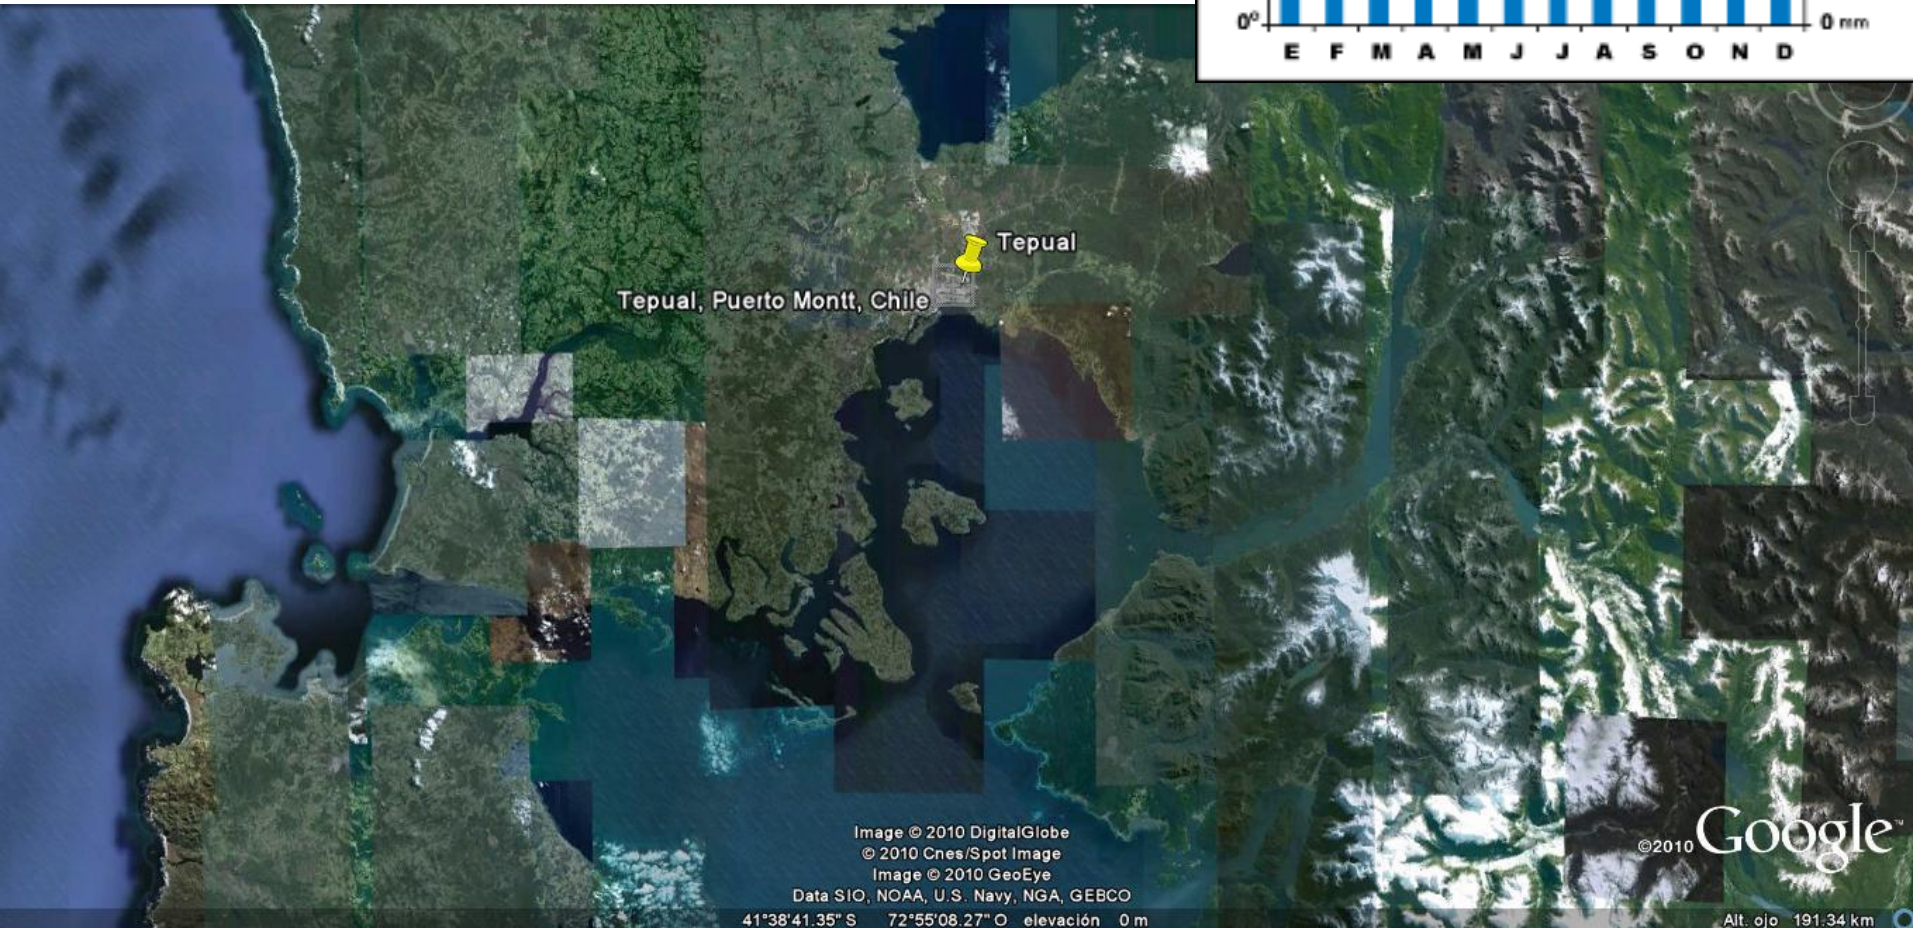 0° 0 mm
E F M A M J J A S O N D
Tepual
Tepual, Puerto Montt, Chile
Image © 2010 DigitalGlobe
© 2010 Cnes/Spot Image
Image © 2010 GeoEye
Data SIO, NOAA, U.S. Navy, NGA, GEBCO
©2010 Google™
41°38'41.35" S 72°55'08.27" O elevación 0 m
Alt. ojo 191.34 km